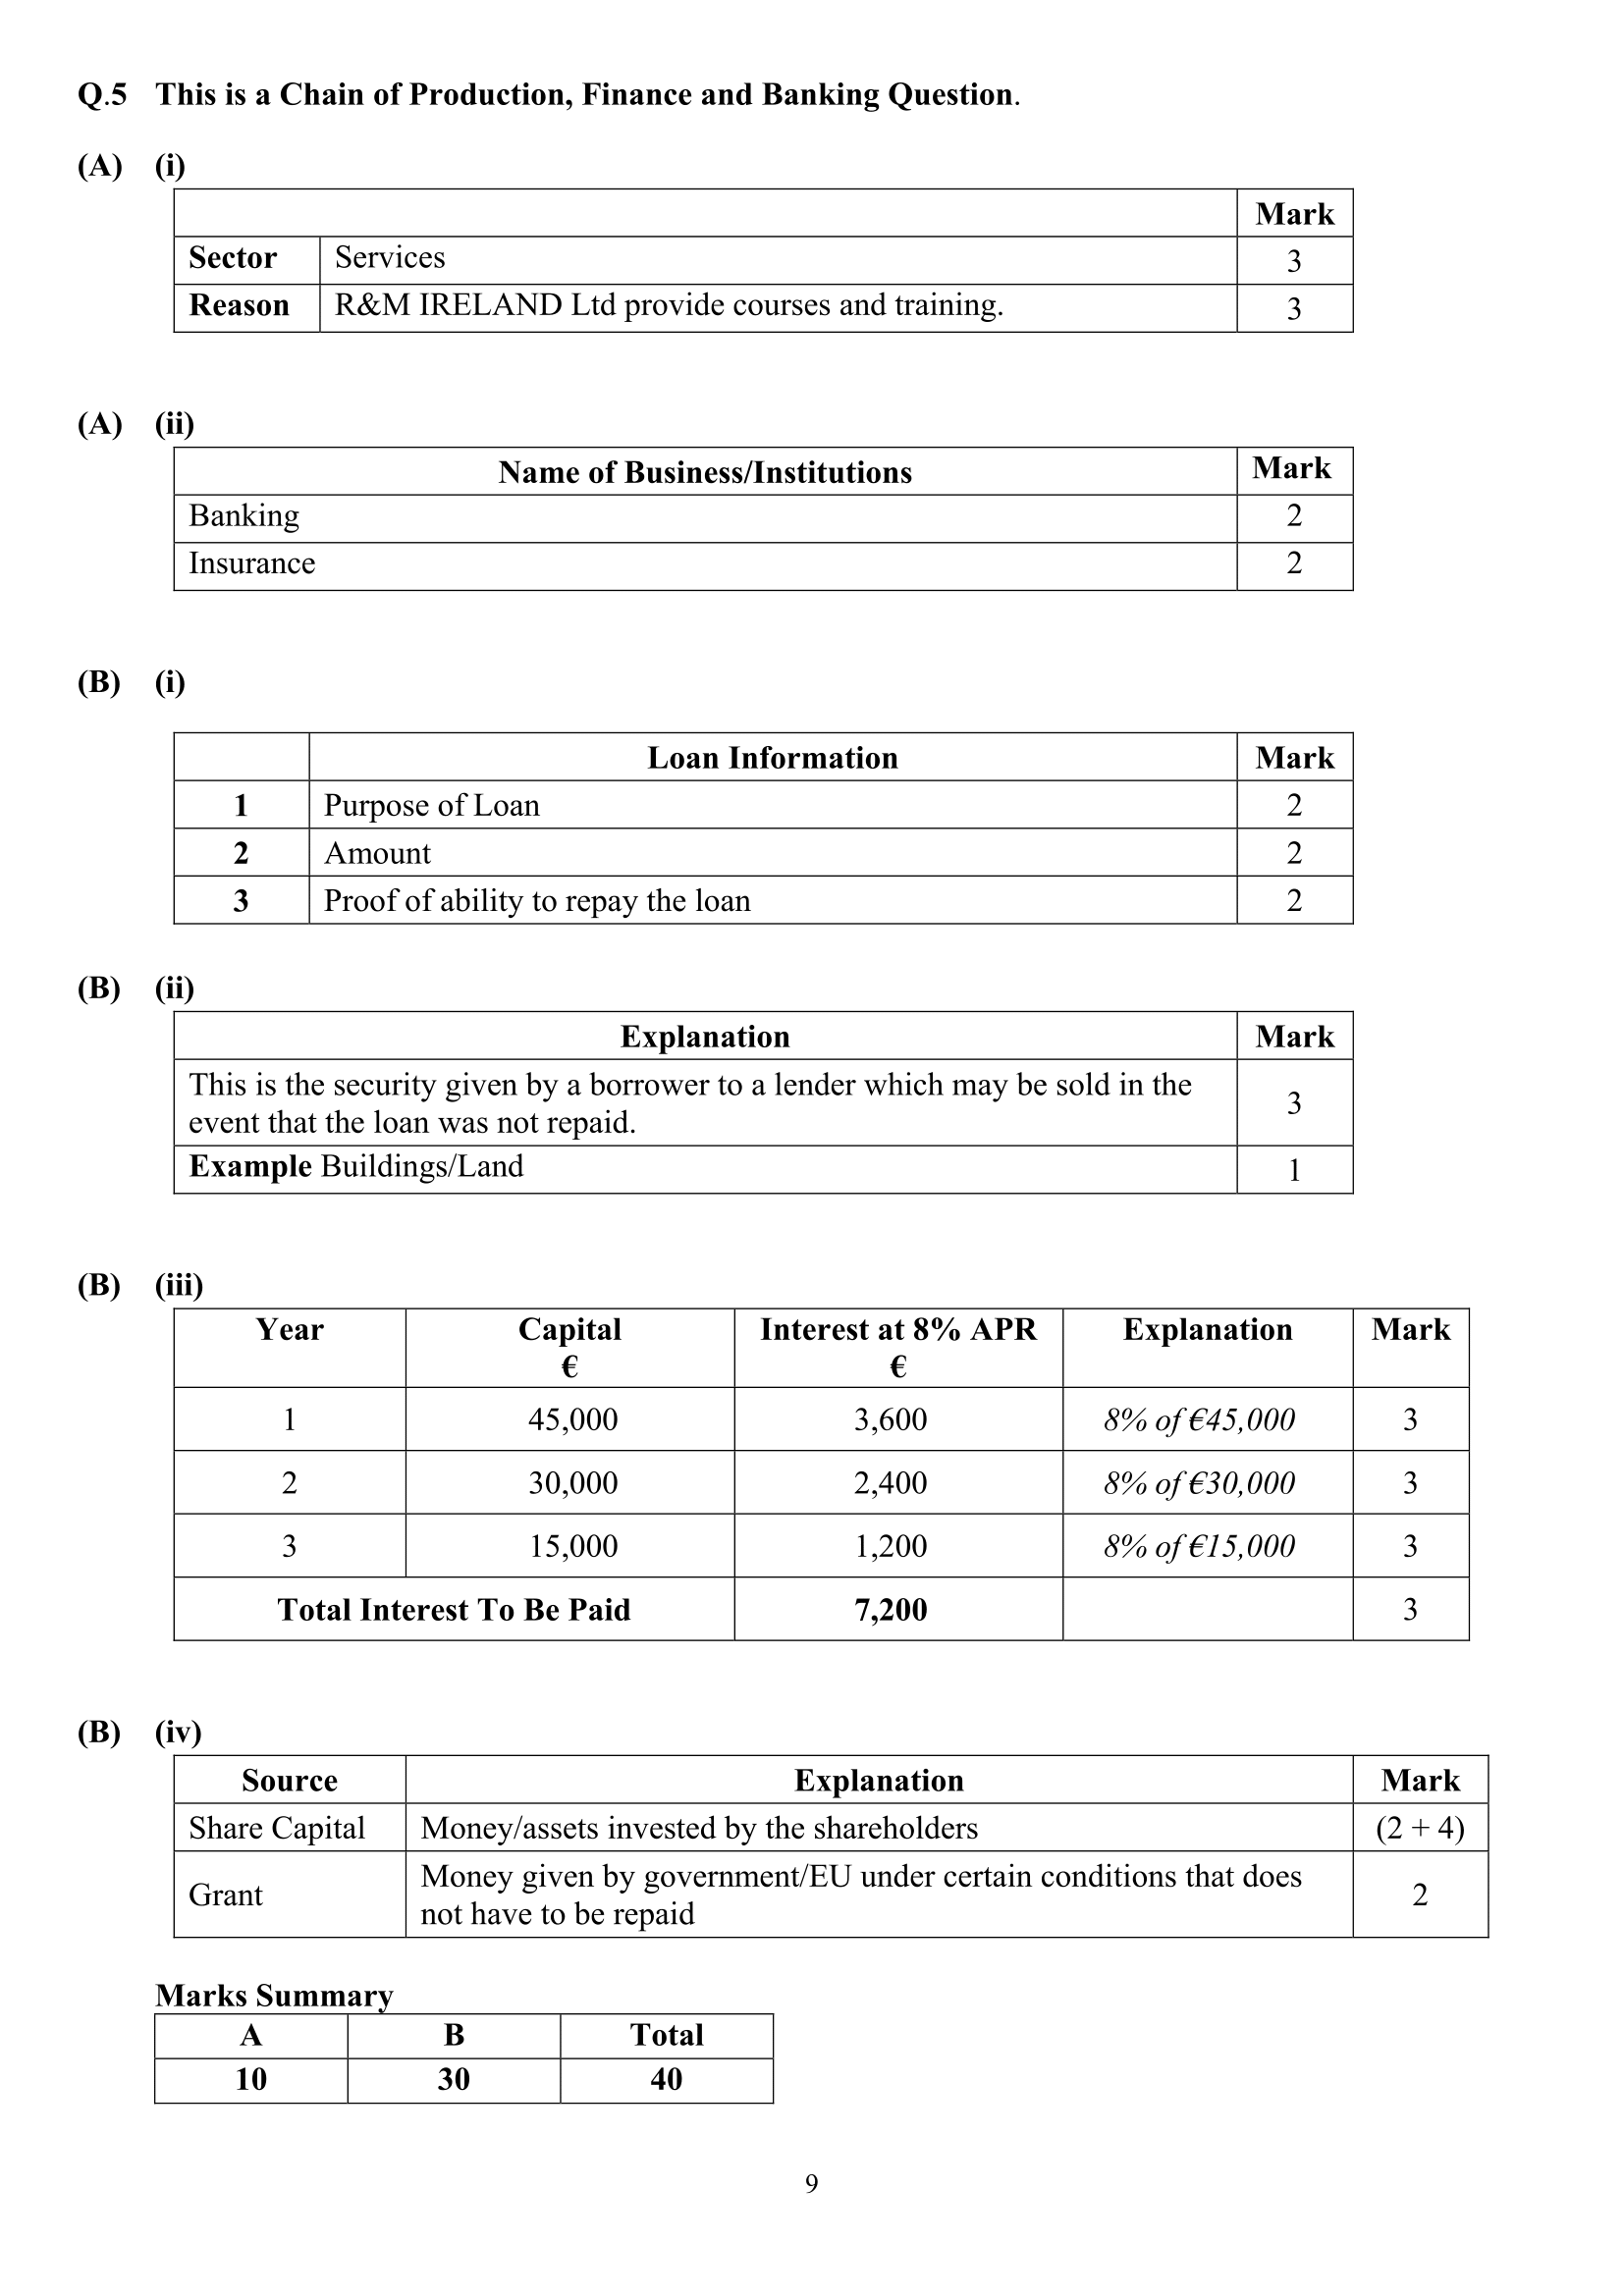 Q.5 This is a Chain of Production, Finance and Banking Question.
(A) (i)
Mark
Sector Services 3
Reason R&M IRELAND Ltd provide courses and training. 3
(A) (ii)
Name of Business/Institutions Mark
Banking 2
Insurance 2
(B) (i)
Loan Information Mark
1 Purpose of Loan 2
2 Amount 2
3 Proof of ability to repay the loan 2
(B) (ii)
Explanation Mark
This is the security given by a borrower to a lender which may be sold in the
event that the loan was not repaid. 3
Example Buildings/Land 1
(B) (iii)
Year Capital Interest at 8% APR Explanation Mark
€ €
1 45,000 3,600 8% of €45,000 3
2 30,000 2,400 8% of €30,000 3
3 15,000 1,200 8% of €15,000 3
Total Interest To Be Paid 7,200 3
(B) (iv)
Source Explanation Mark
Share Capital Money/assets invested by the shareholders (2 + 4)
Grant Money given by government/EU under certain conditions that does
not have to be repaid 2
Marks Summary
A B Total
10 30 40
9